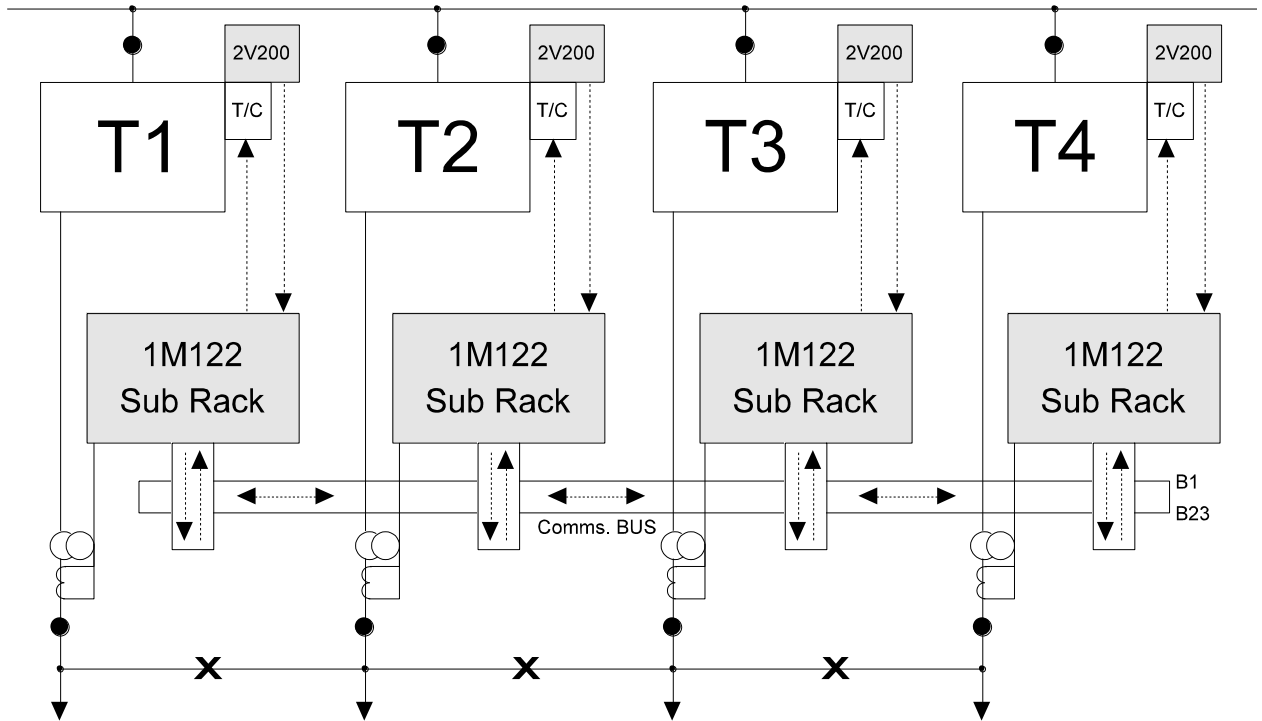 2V200
2V200
2V200
2V200
T/C
T/C
T/C
T/C
T1
T2
T3
T4
1M122
Sub Rack
1M122
Sub Rack
1M122
Sub Rack
1M122
Sub Rack
B1
B23
Comms. BUS